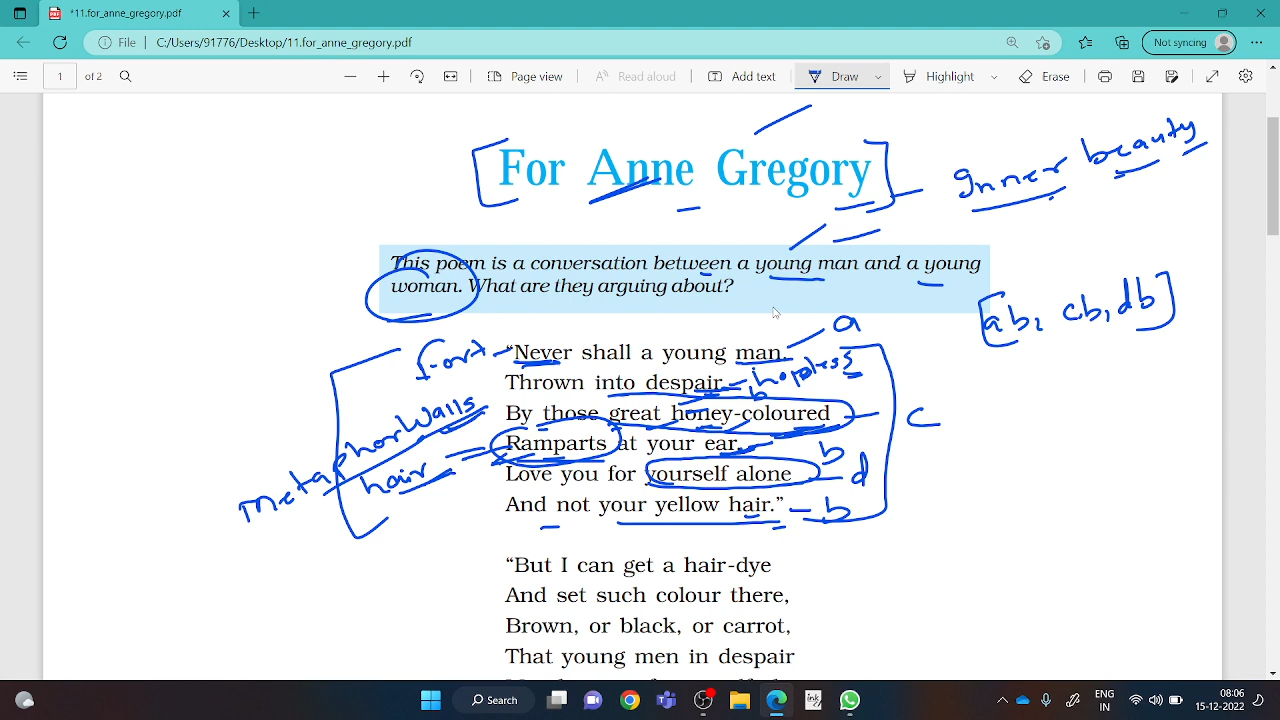 *11.for_anne_gregory.pdf
File C:/Users/91776/Desktop/11.for_anne_gregory.pdf Not syncing
1 of 2 Page view Read aloud Add text Draw Highlight Erase
For Anne Gregory
Inner beauty
This poem is a conversation between a young man and a young
woman. What are they arguing about?
ab, cb, db
fort "Never shall a young man, a
Thrown into despair hopless b
By those great honey-coloured c
metaphor Walls
hair Ramparts at your ear, b
Love you for yourself alone d
And not your yellow hair." b
"But I can get a hair-dye
And set such colour there,
Brown, or black, or carrot,
That young men in despair
Search ENG 08:06
IN 15-12-2022